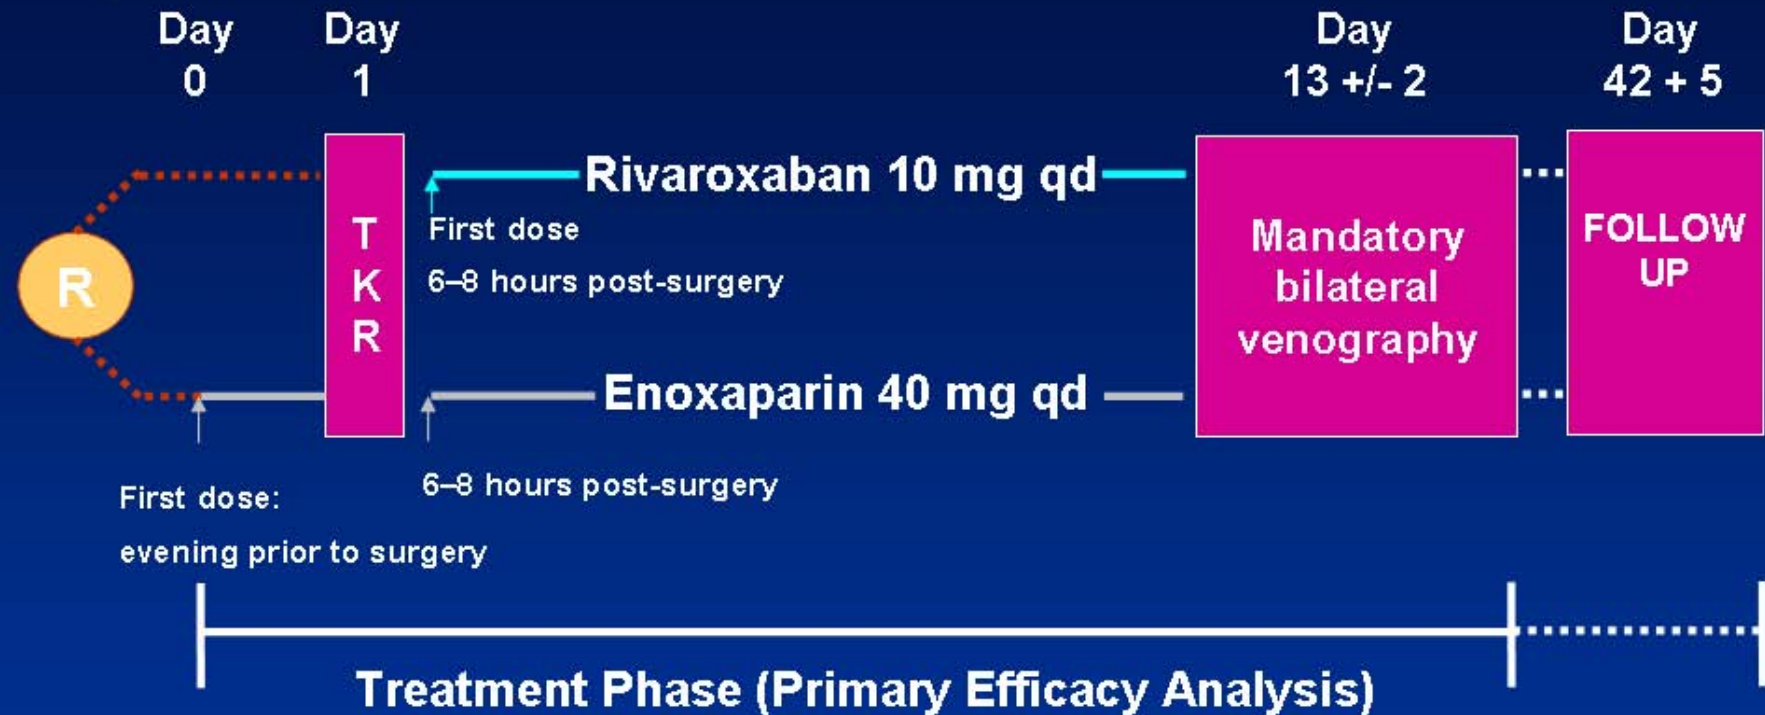 Day
0
Day
1
Day
13 +/- 2
Day
42 + 5
R
T
K
R
Rivaroxaban 10 mg qd
First dose
6–8 hours post-surgery
Enoxaparin 40 mg qd
First dose:
evening prior to surgery
6–8 hours post-surgery
Mandatory
bilateral
venography
FOLLOW
UP
Treatment Phase (Primary Efficacy Analysis)